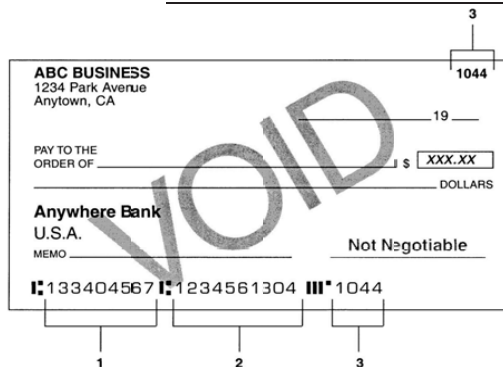 3
ABC BUSINESS
1044
1234 Park Avenue
Anytown, CA
19
PAY TO THE
ORDER OF
$ XXX.XX
DOLLARS
VOID
Anywhere Bank
U.S.A.
Not Negotiable
MEMO
⑆133404567⑆1234561304⑈1044
1 2 3